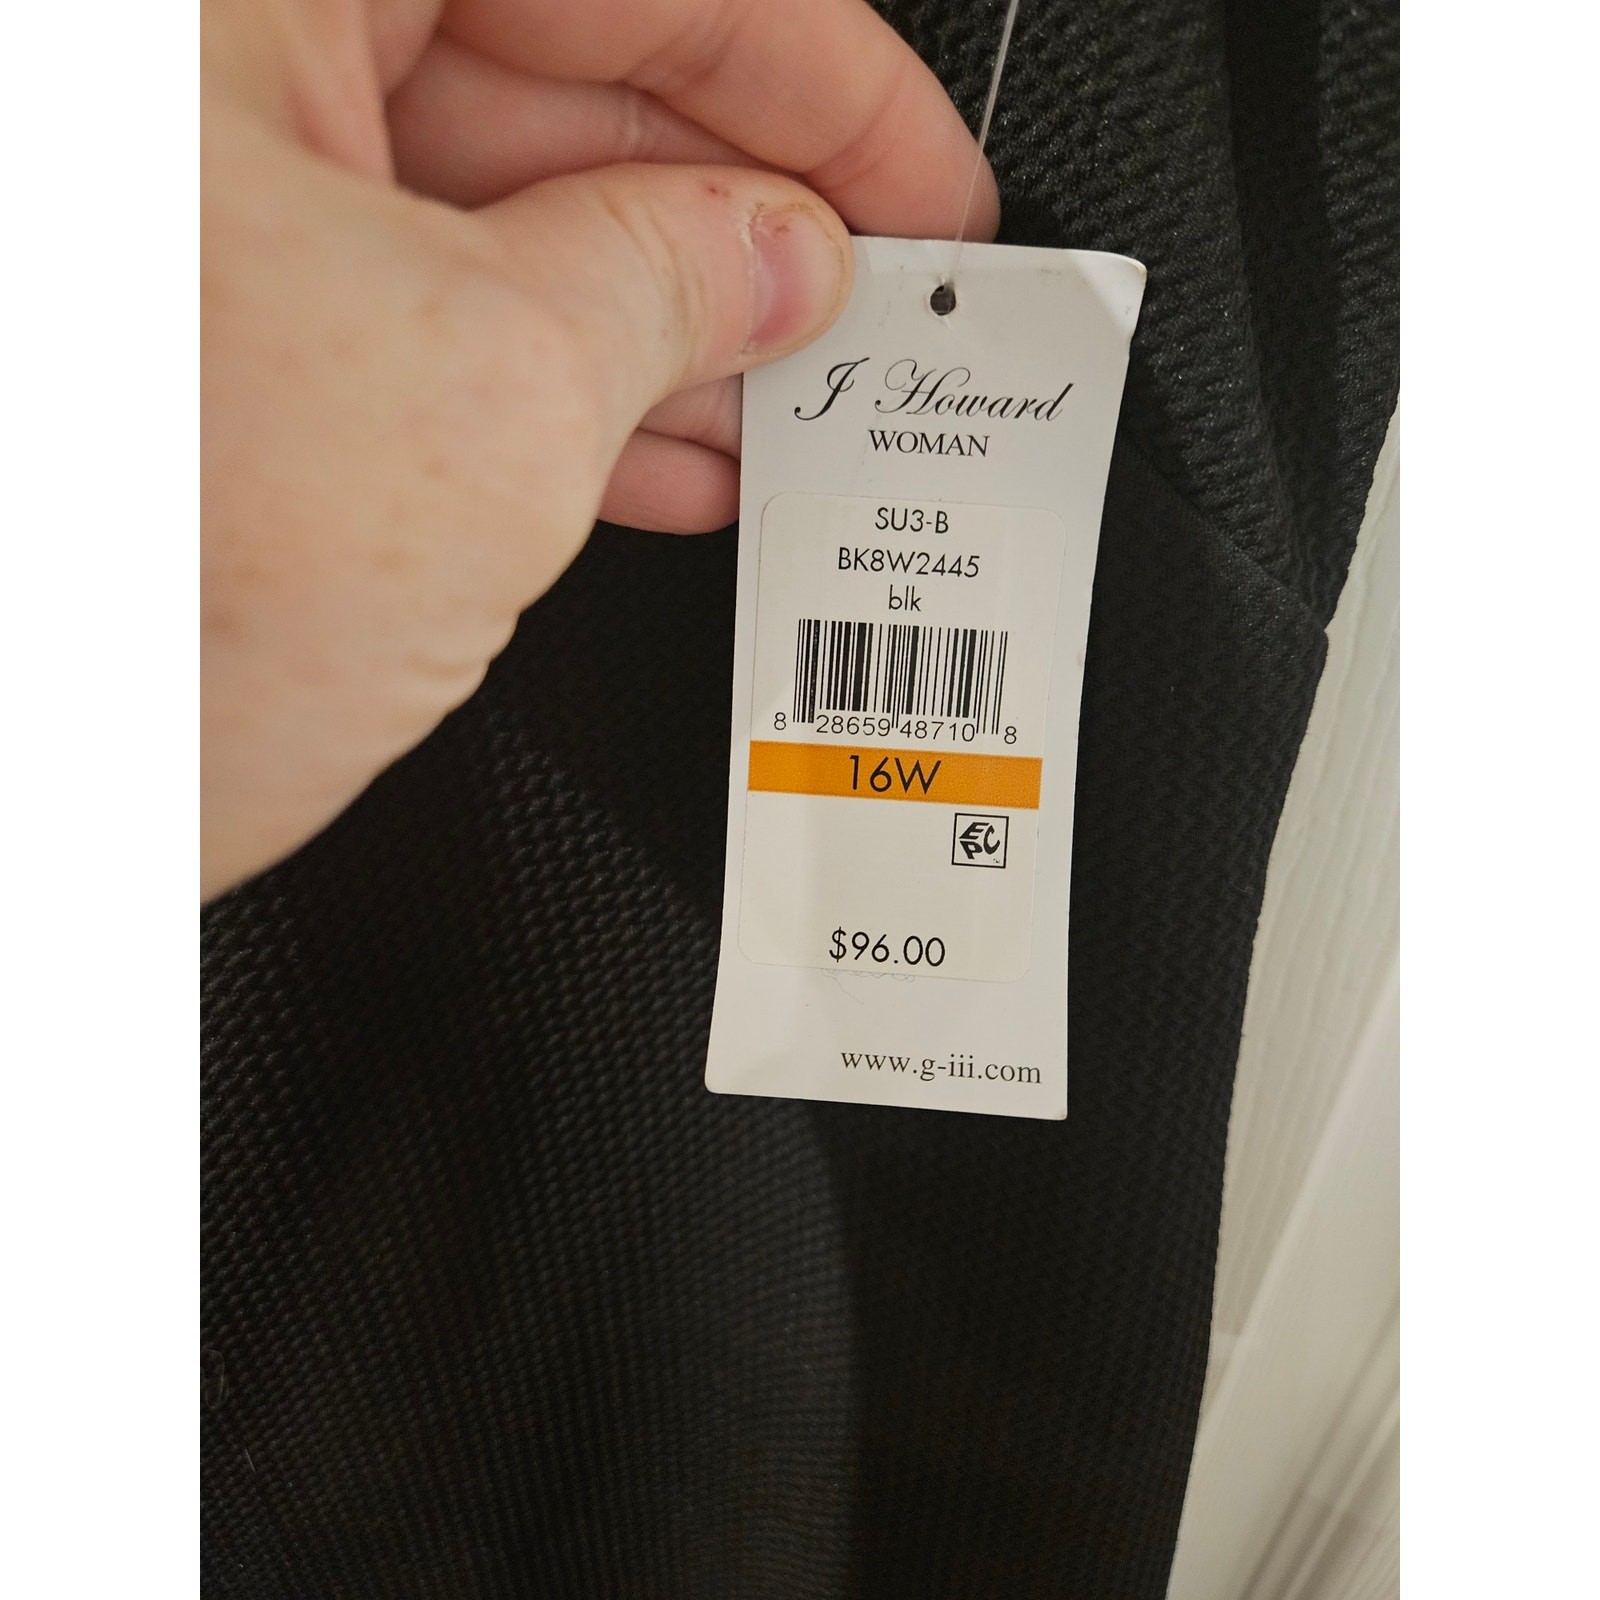 J Howard
WOMAN
SU3-B
BK8W2445
blk
8 28659 48710 8
16W
EPC
$96.00
www.g-iii.com